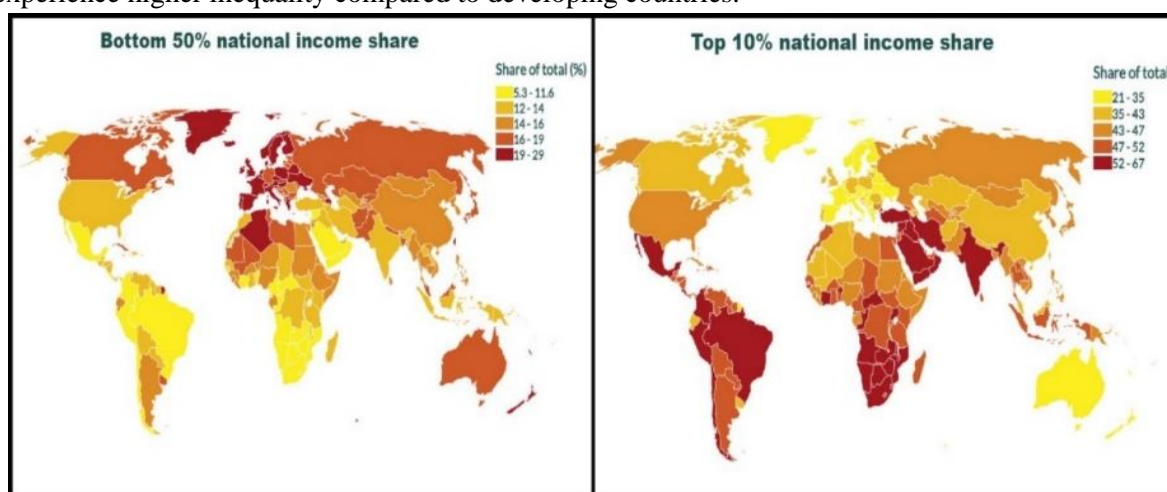 experience higher inequality compared to developing countries.
Bottom 50% national income share
Share of total (%)
5.3 - 11.6
12 - 14
14 - 16
16 - 19
19 - 29
Top 10% national income share
Share of total
21 - 35
35 - 43
43 - 47
47 - 52
52 - 67